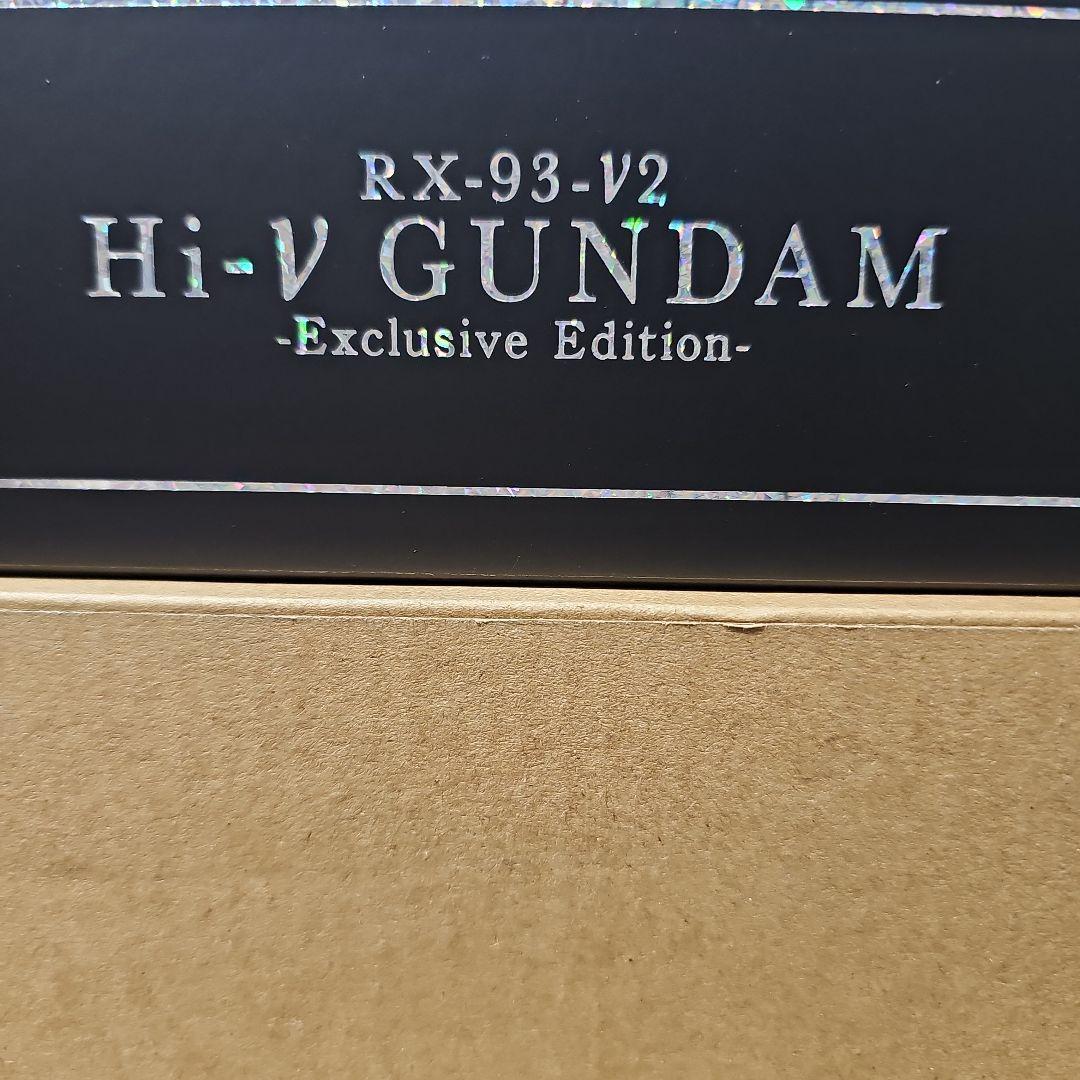 RX-93-ν2
Hi-ν GUNDAM
-Exclusive Edition-